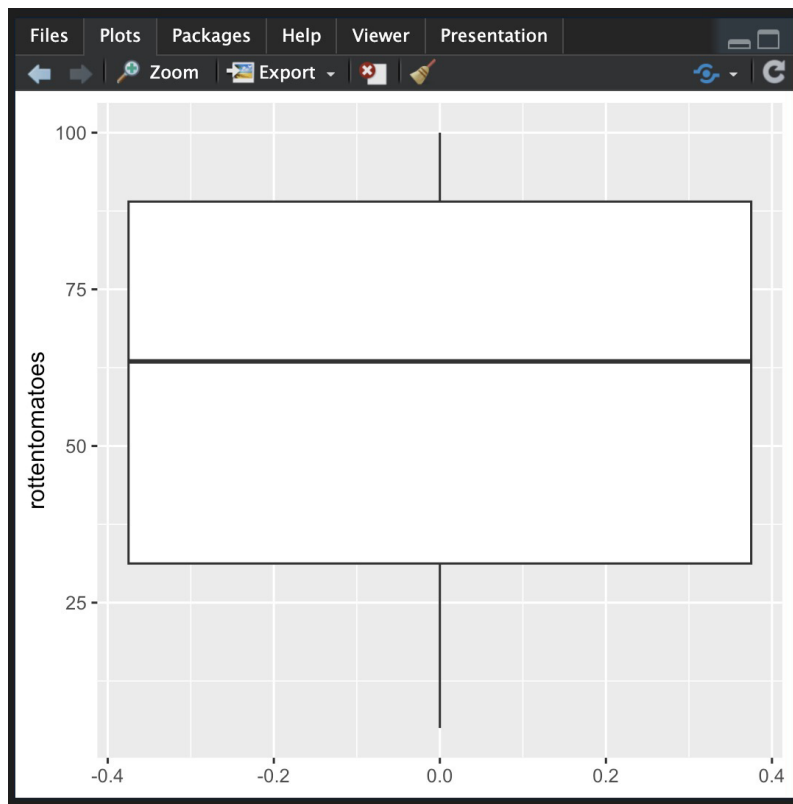 Files Plots Packages Help Viewer Presentation
Zoom Export
100
75
50
25
rottentomatoes
-0.4 -0.2 0.0 0.2 0.4